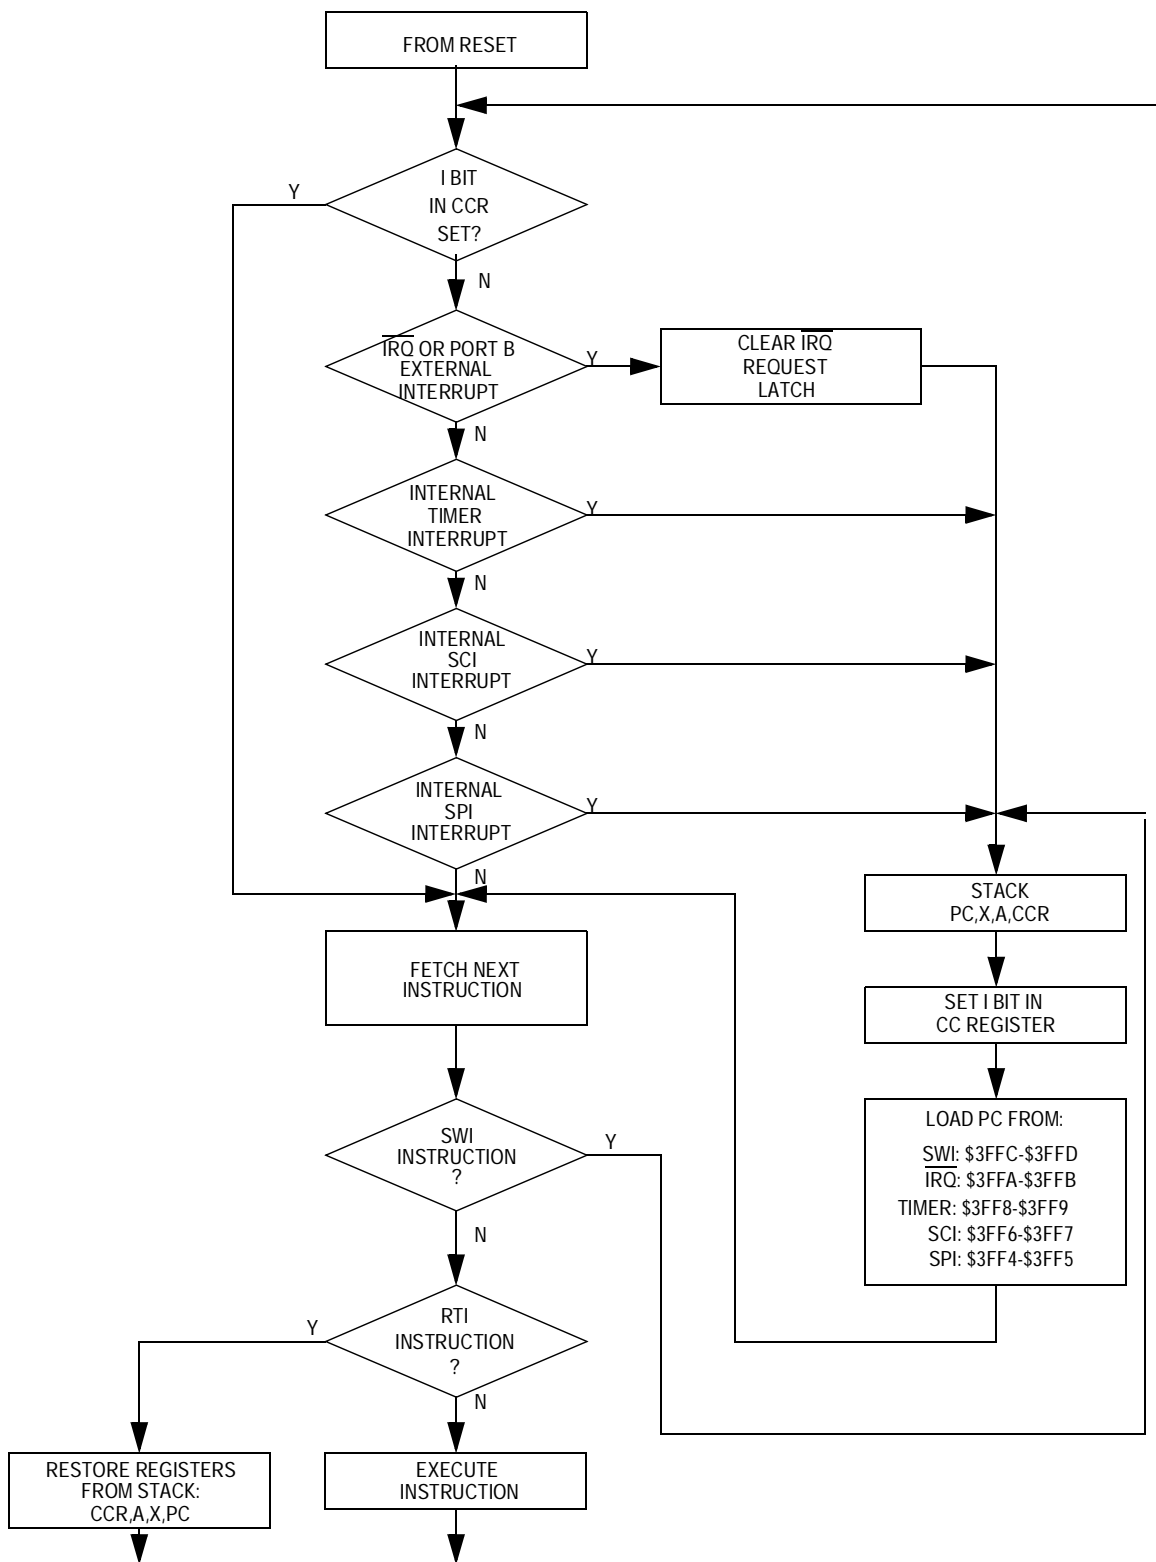 FROM RESET
I BIT
IN CCR
SET?
Y
N
IRQ OR PORT B
EXTERNAL
INTERRUPT
Y
CLEAR IRQ
REQUEST
LATCH
N
INTERNAL
TIMER
INTERRUPT
Y
N
INTERNAL
SCI
INTERRUPT
Y
N
INTERNAL
SPI
INTERRUPT
Y
N
STACK
PC,X,A,CCR
FETCH NEXT
INSTRUCTION
SET I BIT IN
CC REGISTER
LOAD PC FROM:
SWI: $3FFC-$3FFD
IRQ: $3FFA-$3FFB
TIMER: $3FF8-$3FF9
SCI: $3FF6-$3FF7
SPI: $3FF4-$3FF5
SWI
INSTRUCTION
?
Y
N
RTI
INSTRUCTION
?
Y
N
RESTORE REGISTERS
FROM STACK:
CCR,A,X,PC
EXECUTE
INSTRUCTION